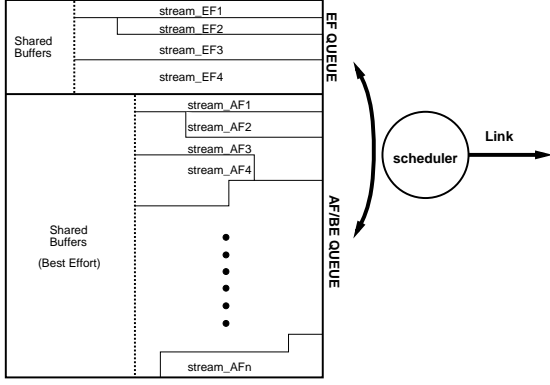 stream_EF1
stream_EF2
Shared
Buffers
stream_EF3
stream_EF4
EF QUEUE
stream_AF1
stream_AF2
stream_AF3
stream_AF4
Shared
Buffers
(Best Effort)
stream_AFn
AF/BE QUEUE
scheduler
Link